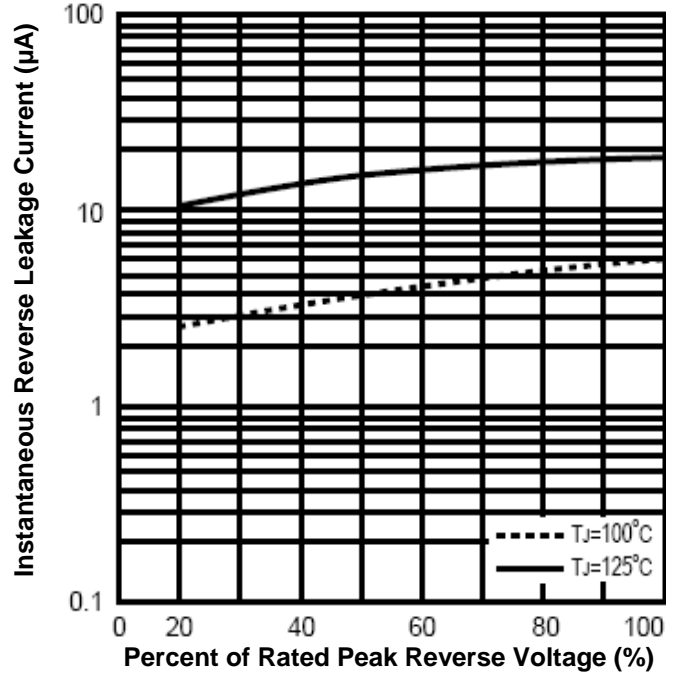 Instantaneous Reverse Leakage Current (µA)
100
10
1
0.1
TJ=100°C
TJ=125°C
0 20 40 60 80 100
Percent of Rated Peak Reverse Voltage (%)